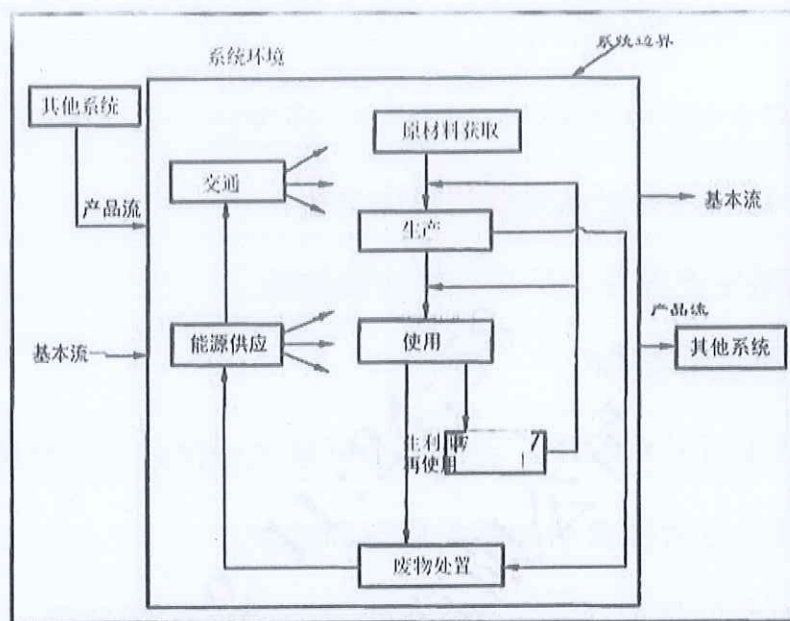 系统环境
系统边界
其他系统
原材料获取
交通
产品流
基本流
生产
产品流
基本流
能源供应
使用
其他系统
再使用
废物处置